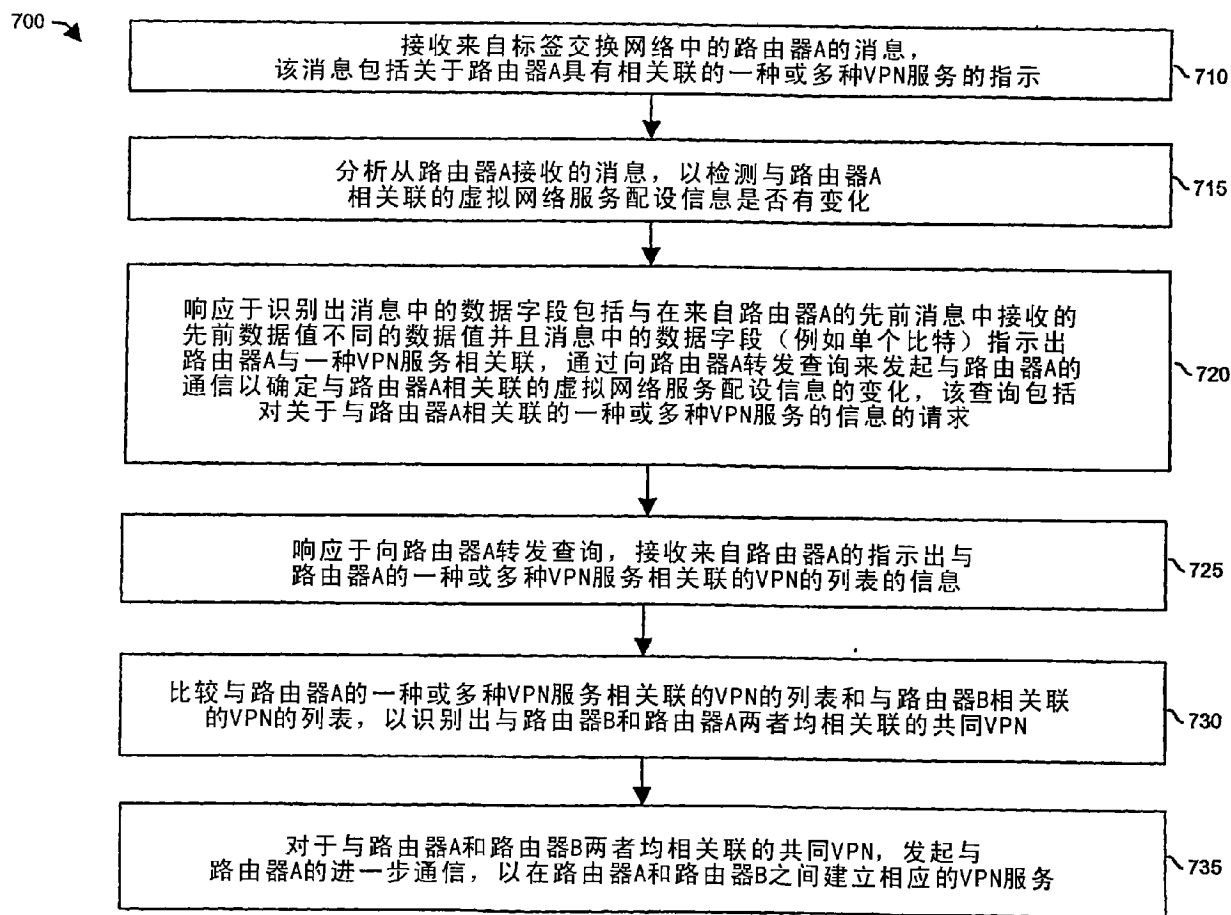 700
接收来自标签交换网络中的路由器A的消息,
该消息包括关于路由器A具有相关联的一种或多种VPN服务的指示
710
分析从路由器A接收的消息, 以检测与路由器A
相关联的虚拟网络服务配设信息是否有变化
715
响应于识别出消息中的数据字段包括与在来自路由器A的先前消息中接收的
先前数据值不同的数据值并且消息中的数据字段(例如单个比特)指示出
路由器A与一种VPN服务相关联, 通过向路由器A转发查询来发起与路由器A的
通信以确定与路由器A相关联的虚拟网络服务配设信息的变化, 该查询包括
对关于与路由器A相关联的一种或多种VPN服务的信息的请求
720
响应于向路由器A转发查询, 接收来自路由器A的指示出与
路由器A的一种或多种VPN服务相关联的VPN的列表的信息
725
比较与路由器A的一种或多种VPN服务相关联的VPN的列表和与路由器B相关联
的VPN的列表, 以识别出与路由器B和路由器A两者均相关联的共同VPN
730
对于与路由器A和路由器B两者均相关联的共同VPN, 发起与
路由器A的进一步通信, 以在路由器A和路由器B之间建立相应的VPN服务
735